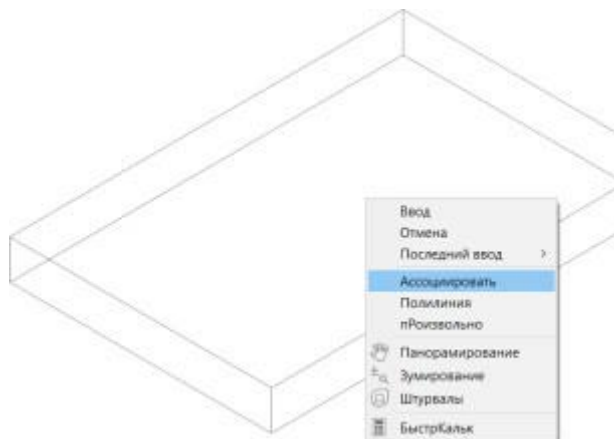 Ввод
Отмена
Последний ввод
Ассоциировать
Полилиния
пРоизвольно
Панорамирование
Зумирование
Штурвалы
БыстрКальк